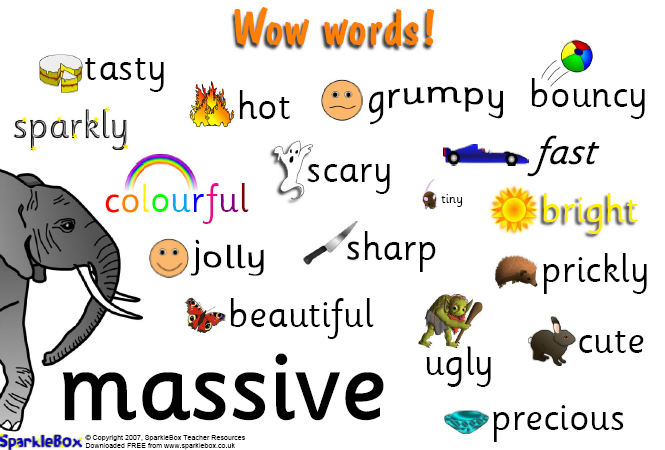 Wow words!
tasty
hot
grumpy
bouncy
sparkly
scary
fast
colourful
tiny
bright
jolly
sharp
prickly
beautiful
ugly
cute
massive
precious
SparkleBox
© Copyright 2007, SparkleBox Teacher Resources
Downloaded FREE from www.sparklebox.co.uk